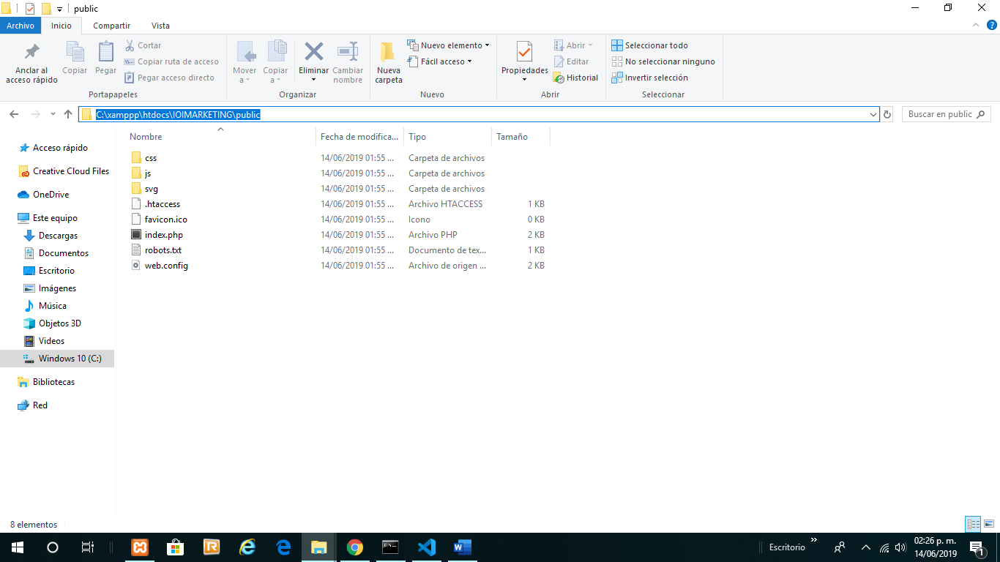 public
Archivo Inicio Compartir Vista
Anclar al acceso rápido
Copiar
Pegar
Cortar
Copiar ruta de acceso
Pegar acceso directo
Portapapeles
Mover a
Copiar a
Eliminar
Cambiar nombre
Organizar
Nueva carpeta
Nuevo elemento
Fácil acceso
Nuevo
Propiedades
Abrir
Editar
Historial
Abrir
Seleccionar todo
No seleccionar ninguno
Invertir selección
Seleccionar
C:\xamppp\htdocs\IOIMARKETING\public
Buscar en public
Acceso rápido
Creative Cloud Files
OneDrive
Este equipo
Descargas
Documentos
Escritorio
Imágenes
Música
Objetos 3D
Videos
Windows 10 (C:)
Bibliotecas
Red
Nombre Fecha de modifica... Tipo Tamaño
css 14/06/2019 01:55 ... Carpeta de archivos
js 14/06/2019 01:55 ... Carpeta de archivos
svg 14/06/2019 01:55 ... Carpeta de archivos
.htaccess 14/06/2019 01:55 ... Archivo HTACCESS 1 KB
favicon.ico 14/06/2019 01:55 ... Icono 0 KB
index.php 14/06/2019 01:55 ... Archivo PHP 2 KB
robots.txt 14/06/2019 01:55 ... Documento de tex... 1 KB
web.config 14/06/2019 01:55 ... Archivo de origen ... 2 KB
8 elementos
Escritorio
02:26 p. m.
14/06/2019
1